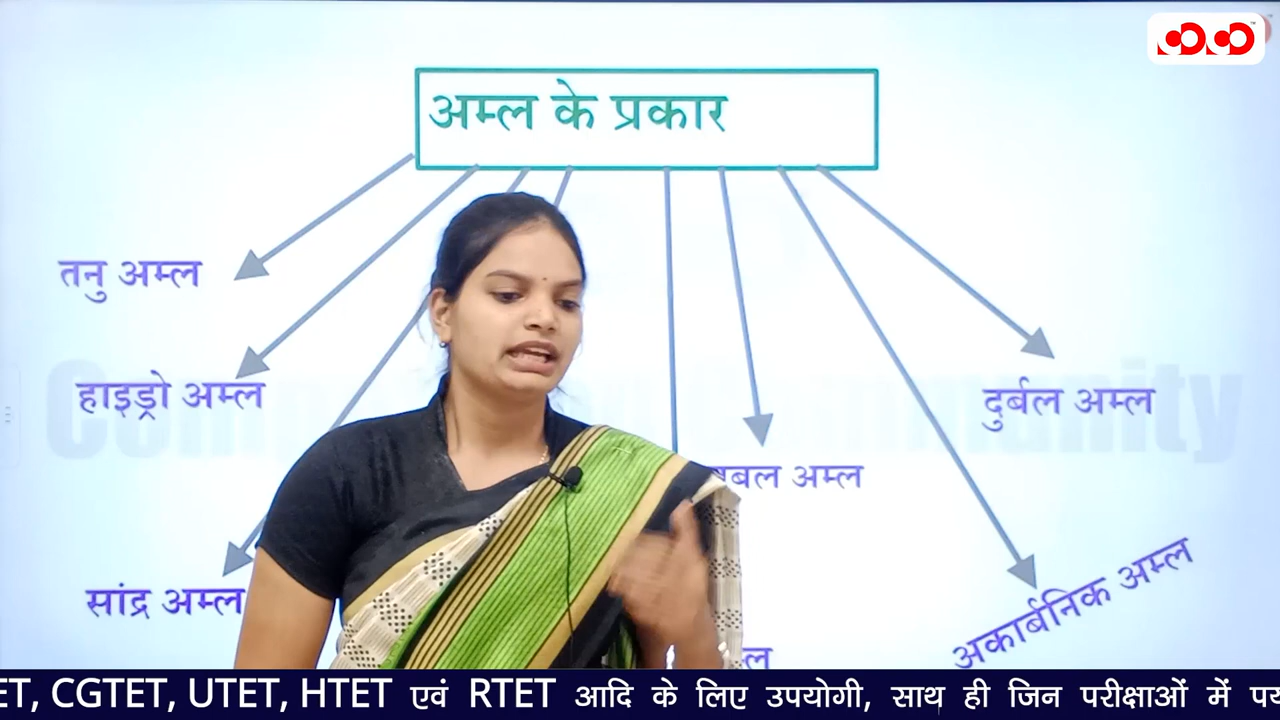 अम्ल के प्रकार
तनु अम्ल
हाइड्रो अम्ल
दुर्बल अम्ल
अम्ल
सांद्र अम्ल
अकार्बनिक अम्ल
CGTET, UTET, HTET एवं RTET आदि के लिए उपयोगी, साथ ही जिन परीक्षाओं में